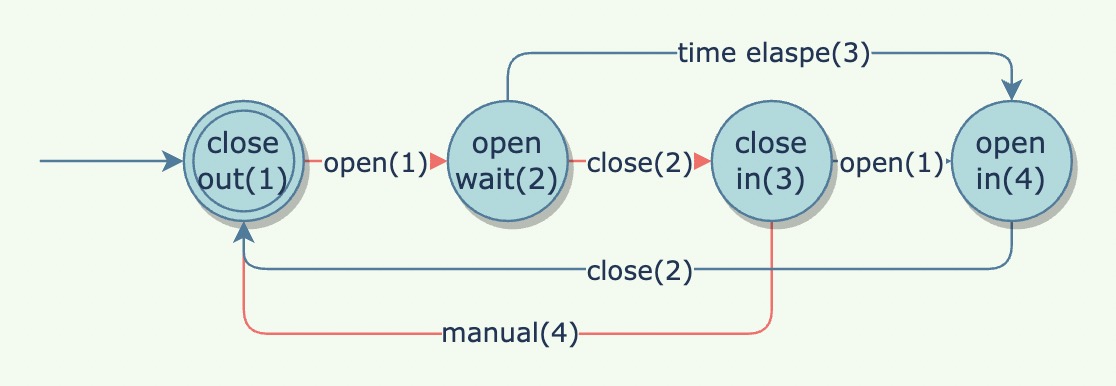 time elaspe(3)
close
out(1)
open(1)
open
wait(2)
close(2)
close
in(3)
open(1)
open
in(4)
close(2)
manual(4)